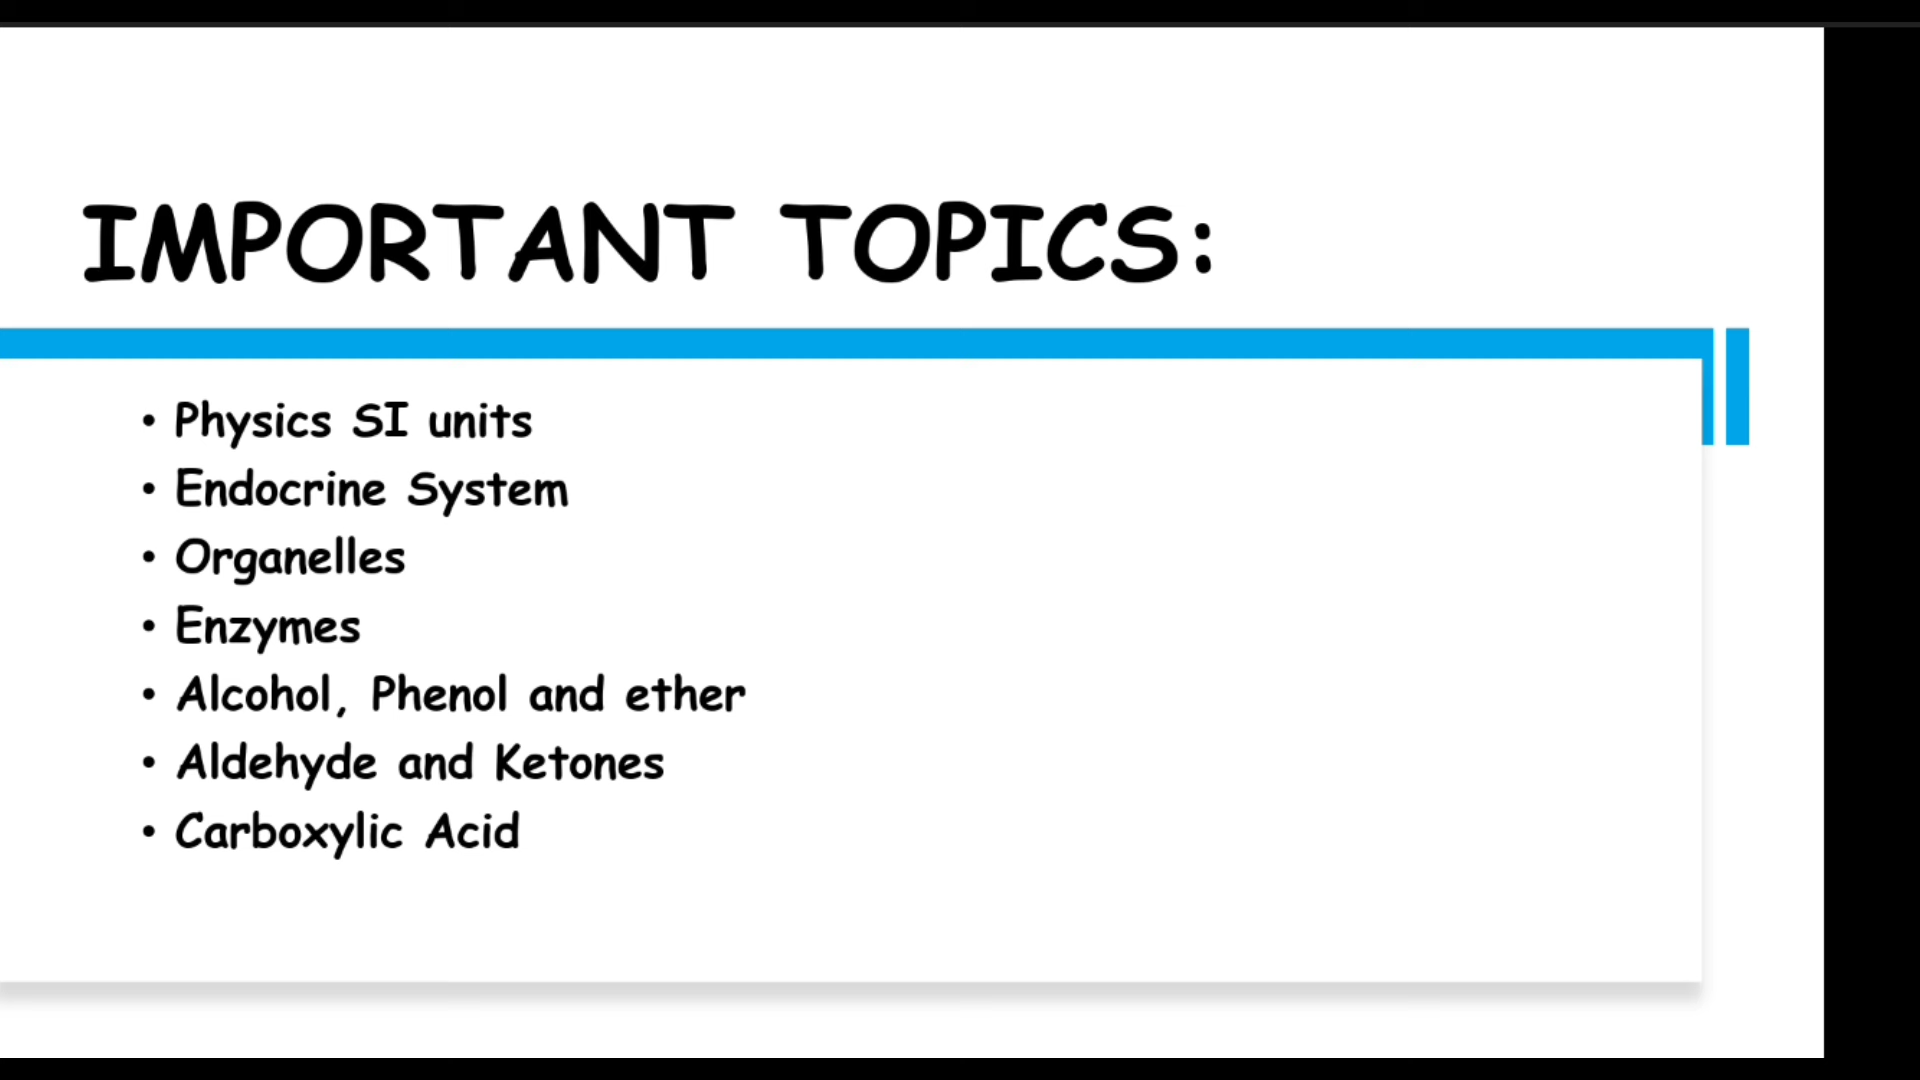 IMPORTANT TOPICS:
• Physics SI units
• Endocrine System
• Organelles
• Enzymes
• Alcohol, Phenol and ether
• Aldehyde and Ketones
• Carboxylic Acid